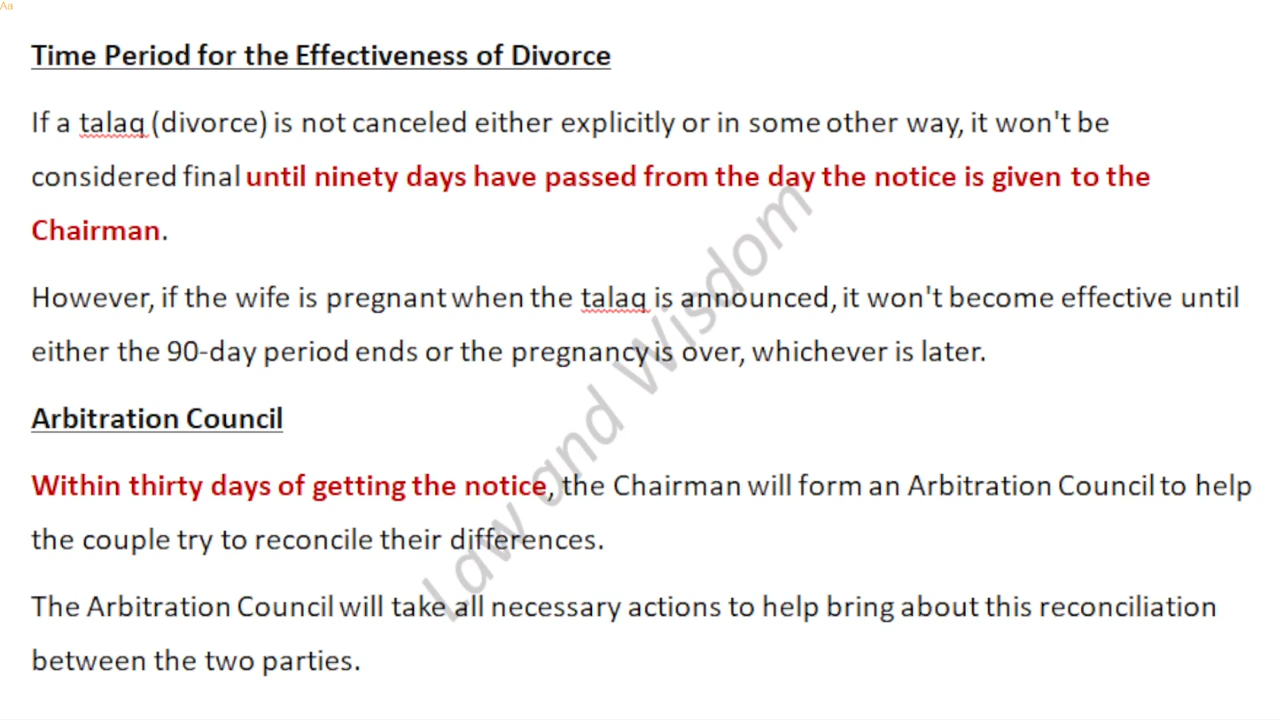 Aa
Time Period for the Effectiveness of Divorce
If a talaq (divorce) is not canceled either explicitly or in some other way, it won't be
considered final until ninety days have passed from the day the notice is given to the
Chairman.
However, if the wife is pregnant when the talaq is announced, it won't become effective until
either the 90-day period ends or the pregnancy is over, whichever is later.
Arbitration Council
Within thirty days of getting the notice, the Chairman will form an Arbitration Council to help
the couple try to reconcile their differences.
The Arbitration Council will take all necessary actions to help bring about this reconciliation
between the two parties.
Law and Wisdom